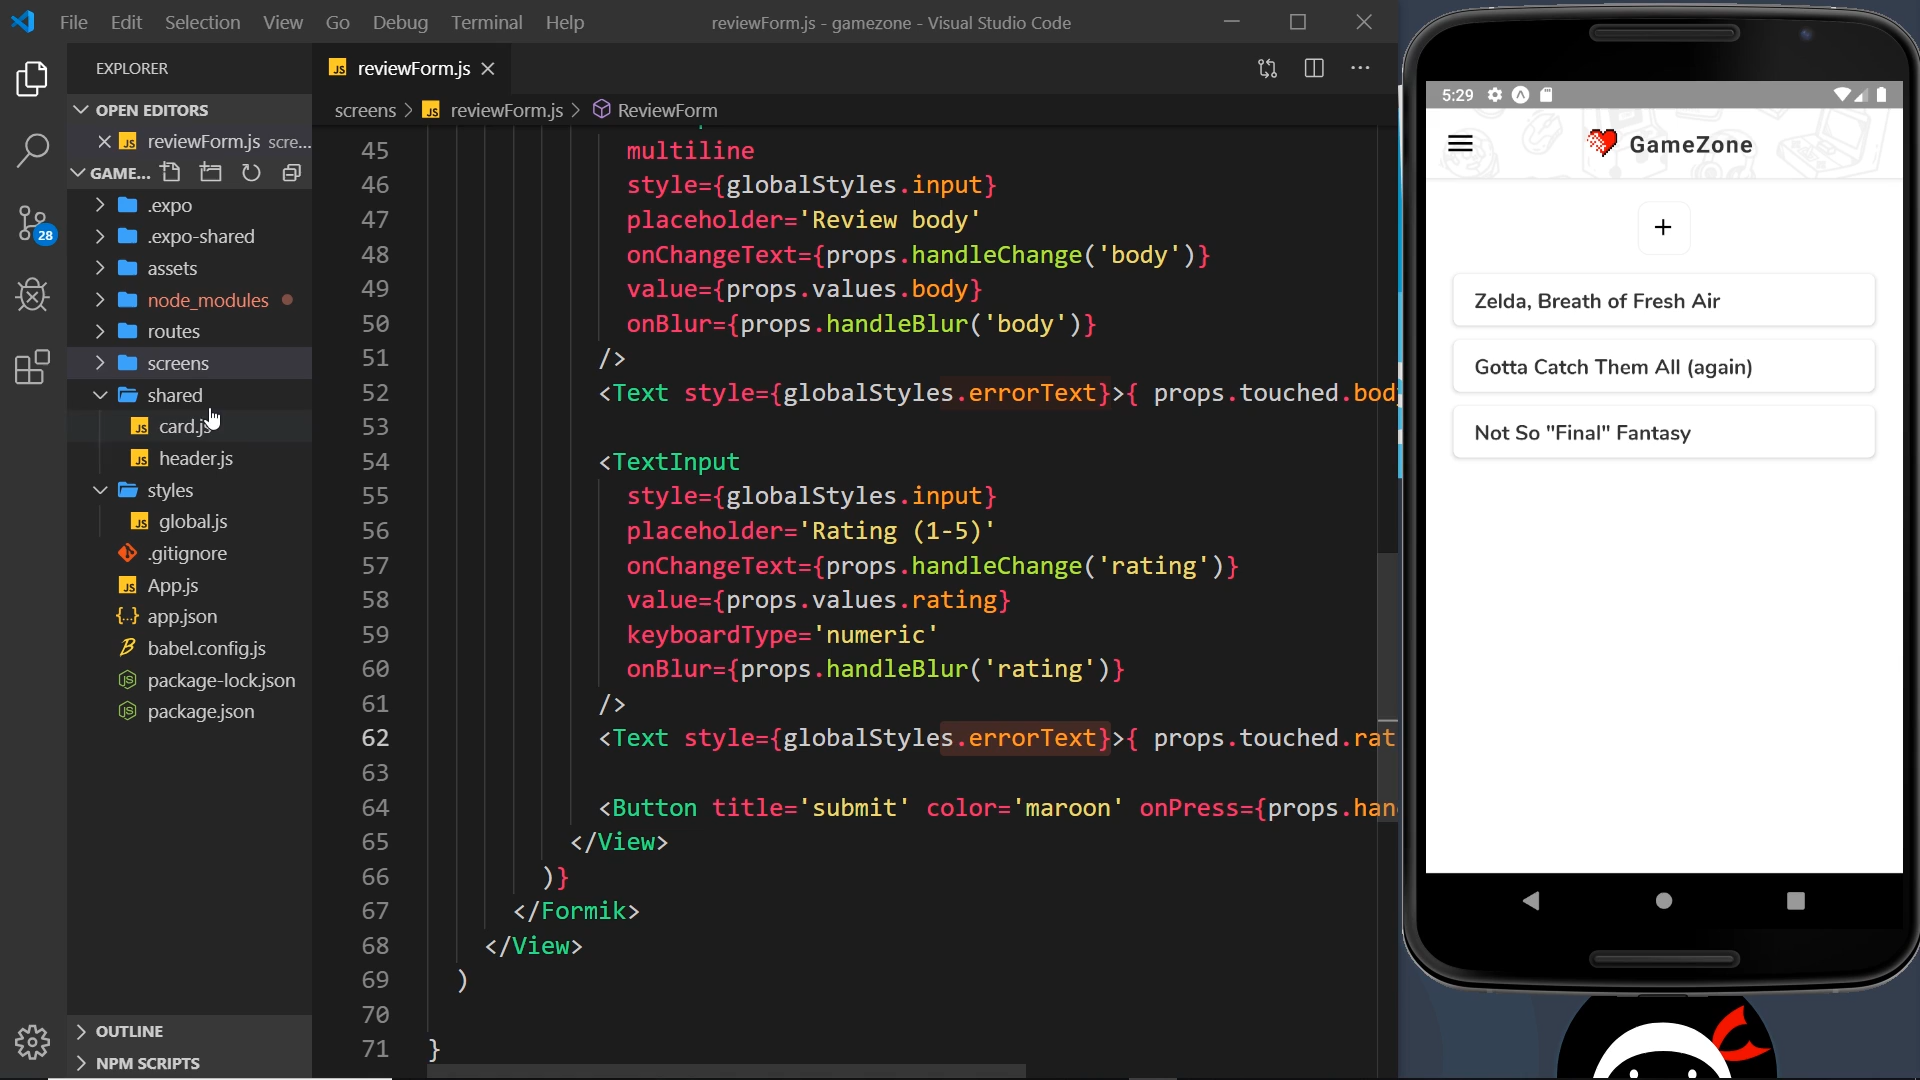 File Edit Selection View Go Debug Terminal Help
reviewForm.js - gamezone - Visual Studio Code
EXPLORER
OPEN EDITORS
reviewForm.js scre...
GAME...
.expo
.expo-shared
assets
node_modules
routes
screens
shared
card.js
header.js
styles
global.js
.gitignore
App.js
app.json
babel.config.js
package-lock.json
package.json
OUTLINE
NPM SCRIPTS
28
reviewForm.js
screens > reviewForm.js > ReviewForm
45 multiline
46 style={globalStyles.input}
47 placeholder='Review body'
48 onChangeText={props.handleChange('body')}
49 value={props.values.body}
50 onBlur={props.handleBlur('body')}
51 />
52 <Text style={globalStyles.errorText}>{ props.touched.bod
53
54 <TextInput
55 style={globalStyles.input}
56 placeholder='Rating (1-5)'
57 onChangeText={props.handleChange('rating')}
58 value={props.values.rating}
59 keyboardType='numeric'
60 onBlur={props.handleBlur('rating')}
61 />
62 <Text style={globalStyles.errorText}>{ props.touched.rat
63
64 <Button title='submit' color='maroon' onPress={props.han
65 </View>
66 )}
67 </Formik>
68 </View>
69 )
70
71 }
5:29
GameZone
+
Zelda, Breath of Fresh Air
Gotta Catch Them All (again)
Not So "Final" Fantasy